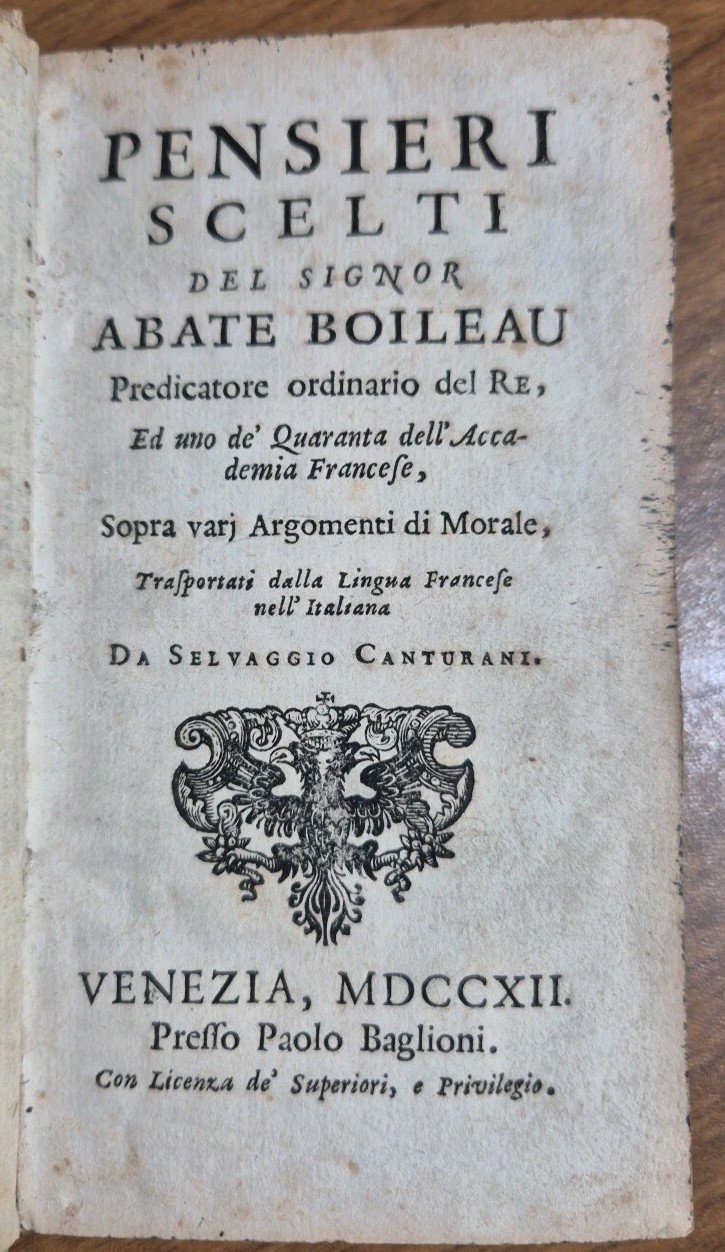 PENSIERI
SCELTI
DEL SIGNOR
ABATE BOILEAU
Predicatore ordinario del RE,
Ed uno de' Quaranta dell'Acca-
demia Franceſe,
Sopra varj Argomenti di Morale,
Traſportati dalla Lingua Franceſe
nell' Italiana
DA SELVAGGIO CANTURANI.
VENEZIA, MDCCXII.
Preſſo Paolo Baglioni.
Con Licenza de' Superiori, e Privilegio.